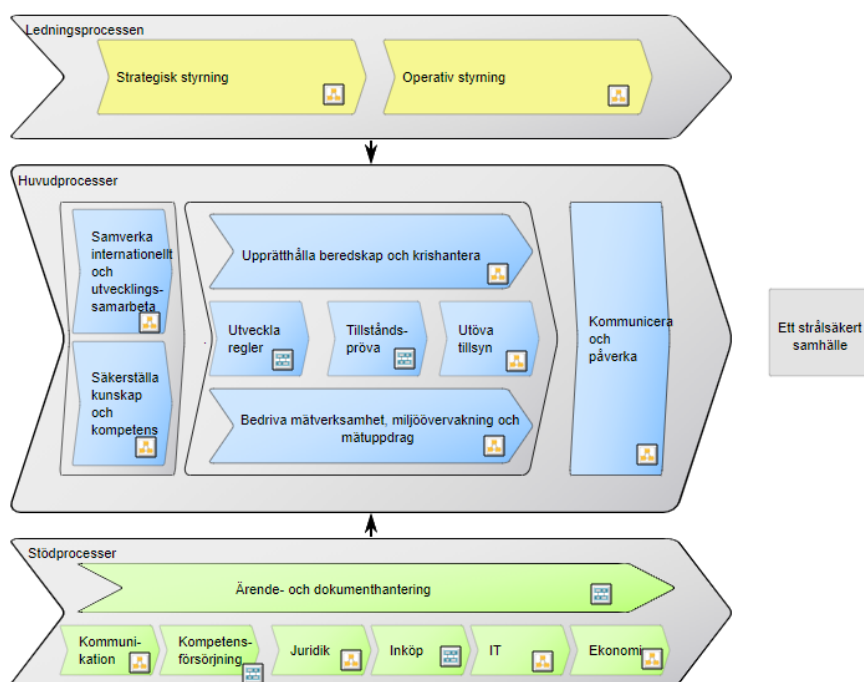 Ledningsprocessen
Strategisk styrning
Operativ styrning
Huvudprocesser
Samverka
internationellt
och
utvecklings-
samarbeta
Säkerställa
kunskap
och
kompetens
Upprätthålla beredskap och krishantera
Utveckla
regler
Tillstånds-
pröva
Utöva
tillsyn
Bedriva mätverksamhet, miljöövervakning och
mätuppdrag
Kommunicera
och
påverka
Ett strålsäkert
samhälle
Stödprocesser
Ärende- och dokumenthantering
Kommuni-
kation
Kompetens-
försörjning
Juridik
Inköp
IT
Ekonomi